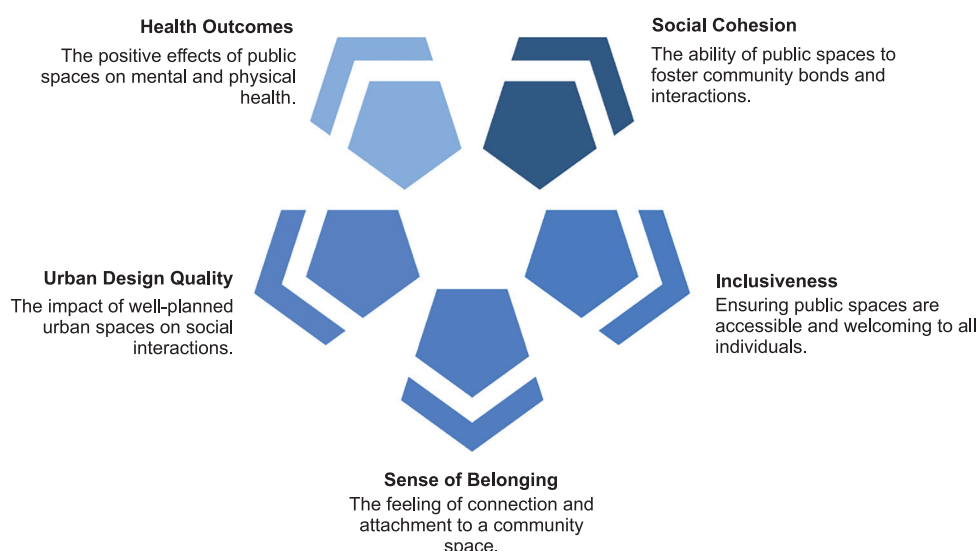 Health Outcomes
The positive effects of public
spaces on mental and physical
health.
Social Cohesion
The ability of public spaces to
foster community bonds and
interactions.
Urban Design Quality
The impact of well-planned
urban spaces on social
interactions.
Inclusiveness
Ensuring public spaces are
accessible and welcoming to all
individuals.
Sense of Belonging
The feeling of connection and
attachment to a community
space.